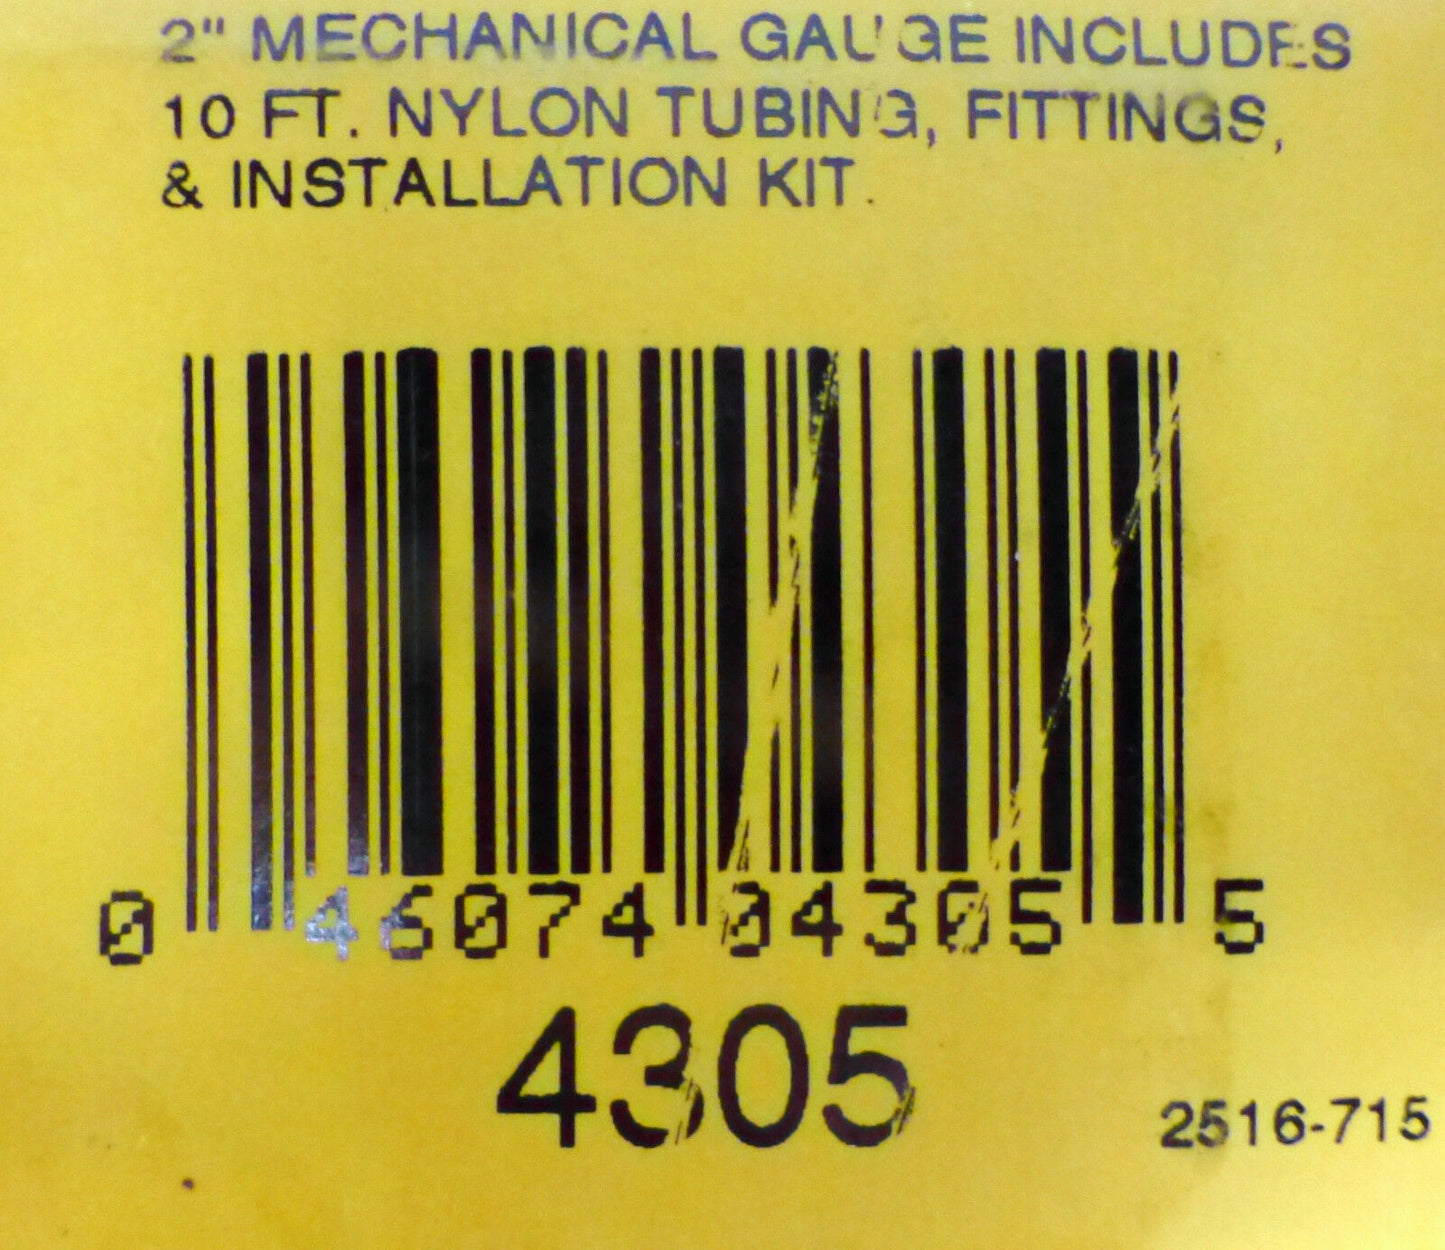 2" MECHANICAL GAUGE INCLUDES
10 FT. NYLON TUBING, FITTINGS,
& INSTALLATION KIT.
0 46074 04305 5
4305
2516-715